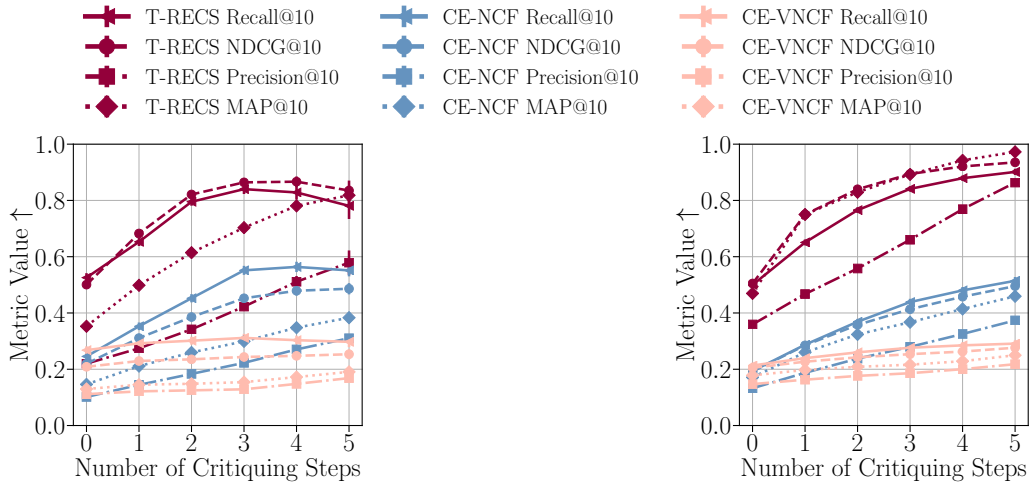 T-RECS Recall@10
CE-NCF Recall@10
CE-VNCF Recall@10
T-RECS NDCG@10
CE-NCF NDCG@10
CE-VNCF NDCG@10
T-RECS Precision@10
CE-NCF Precision@10
CE-VNCF Precision@10
T-RECS MAP@10
CE-NCF MAP@10
CE-VNCF MAP@10
Metric Value ↑
1.0
0.8
0.6
0.4
0.2
0.0
0 1 2 3 4 5
Number of Critiquing Steps
Metric Value ↑
1.0
0.8
0.6
0.4
0.2
0.0
0 1 2 3 4 5
Number of Critiquing Steps